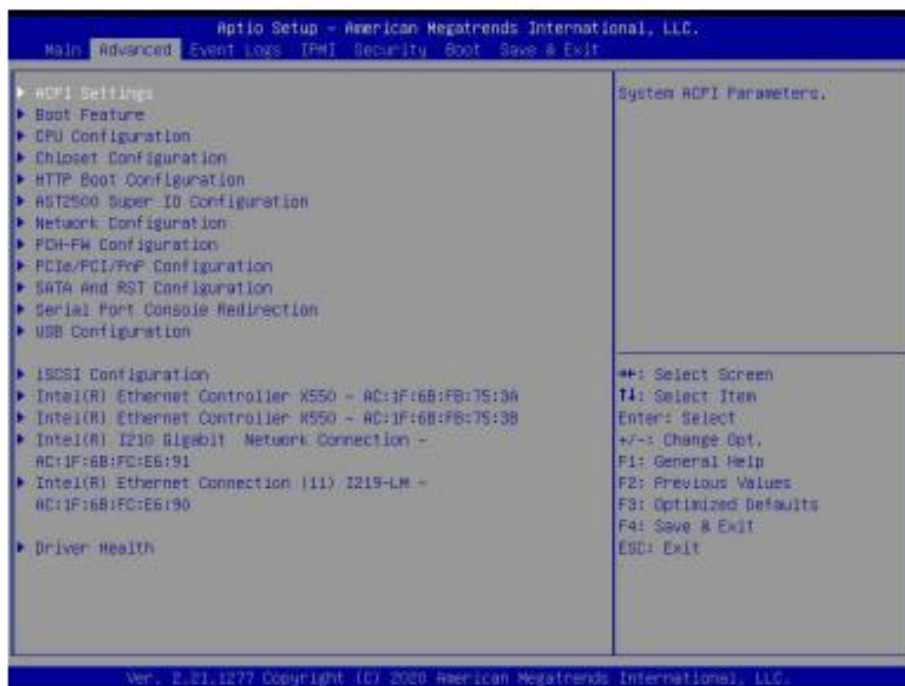 Aptio Setup - American Megatrends International, LLC.
Main Advanced Event Logs IPMI Security Boot Save & Exit
ACPI Settings
Boot Feature
CPU Configuration
Chipset Configuration
HTTP Boot Configuration
AST2500 Super IO Configuration
Network Configuration
PCH-FW Configuration
PCIe/PCI/PnP Configuration
SATA And RST Configuration
Serial Port Console Redirection
USB Configuration
iSCSI Configuration
Intel(R) Ethernet Controller X550 - AC:1F:6B:FB:75:3A
Intel(R) Ethernet Controller X550 - AC:1F:6B:FB:75:3B
Intel(R) I210 Gigabit  Network Connection -
AC:1F:6B:FC:E6:91
Intel(R) Ethernet Connection (11) I219-LM -
AC:1F:6B:FC:E6:90
Driver Health
System ACPI Parameters.
→←: Select Screen
↑↓: Select Item
Enter: Select
+/-: Change Opt.
F1: General Help
F2: Previous Values
F3: Optimized Defaults
F4: Save & Exit
ESC: Exit
Ver. 2.21.1277 Copyright (C) 2020 American Megatrends International, LLC.